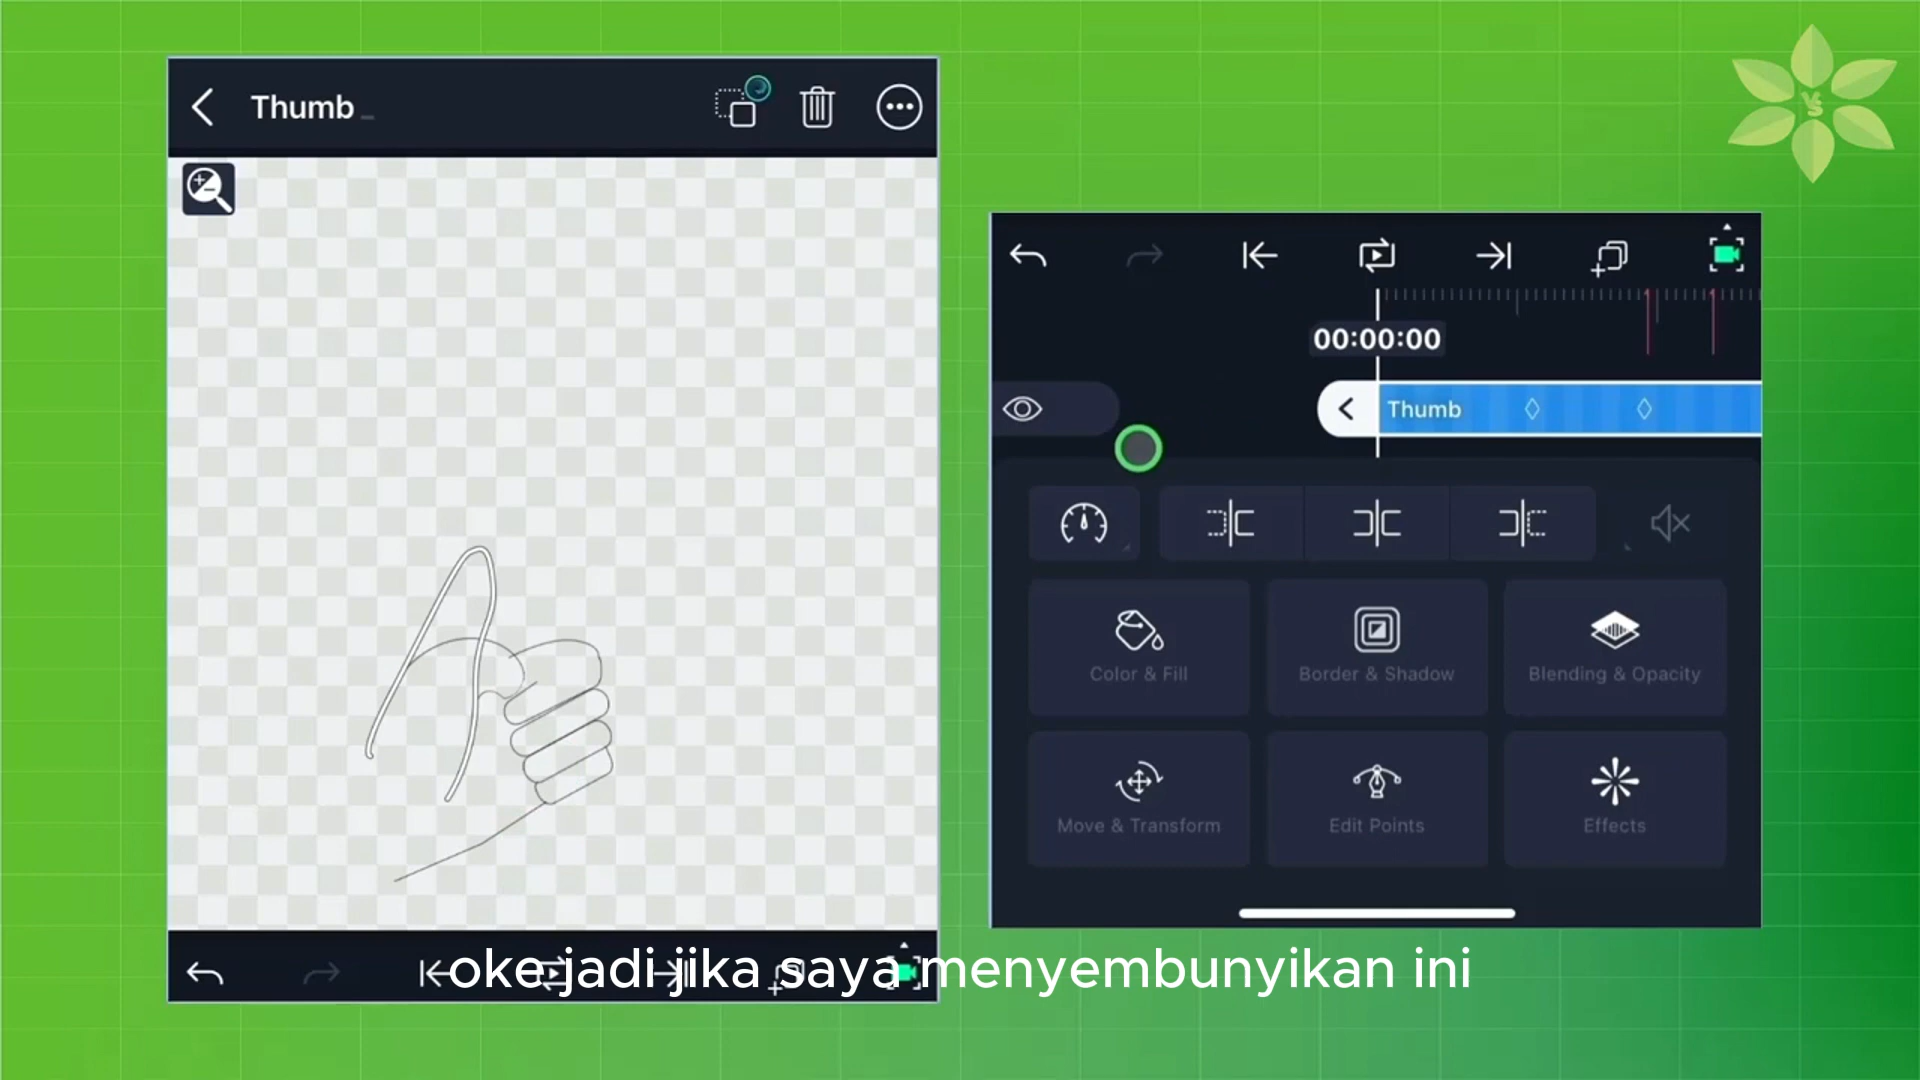 Thumb _
VS
00:00:00
Thumb
Color & Fill
Border & Shadow
Blending & Opacity
Move & Transform
Edit Points
Effects
oke jadi jika saya menyembunyikan ini